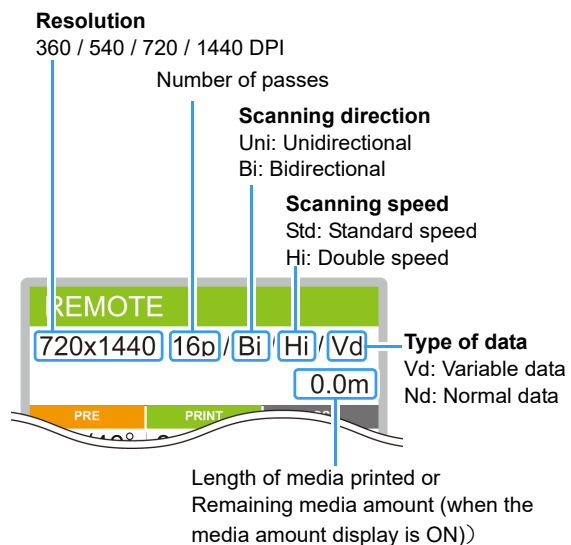 Resolution
360 / 540 / 720 / 1440 DPI
Number of passes
Scanning direction
Uni: Unidirectional
Bi: Bidirectional
Scanning speed
Std: Standard speed
Hi: Double speed
REMOTE
720x1440 16p / Bi / Hi / Vd
Type of data
Vd: Variable data
Nd: Normal data
0.0m
PRE PRINT
Length of media printed or
Remaining media amount (when the
media amount display is ON)）